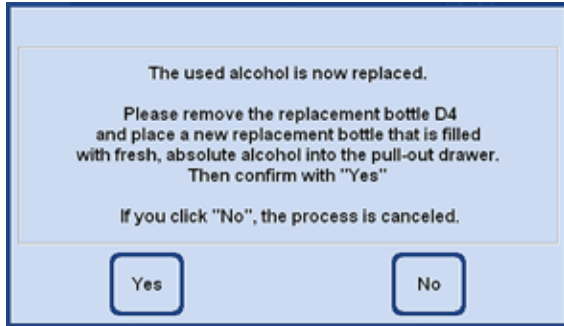 The used alcohol is now replaced.
Please remove the replacement bottle D4
and place a new replacement bottle that is filled
with fresh, absolute alcohol into the pull-out drawer.
Then confirm with "Yes"
If you click "No", the process is canceled.
Yes
No